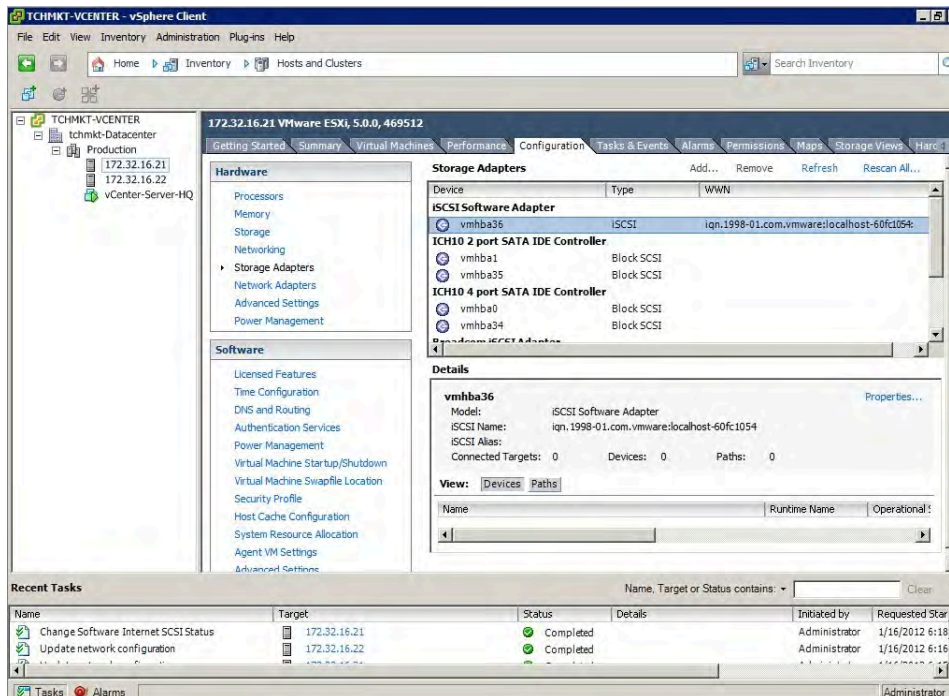 TCHMKT-VCENTER - vSphere Client
File Edit View Inventory Administration Plug-ins Help
Home Inventory Hosts and Clusters
Search Inventory
TCHMKT-VCENTER
tchmkt-Datacenter
Production
172.32.16.21
172.32.16.22
vCenter-Server-HQ
172.32.16.21 VMware ESXi, 5.0.0, 469512
Getting Started Summary Virtual Machines Performance Configuration Tasks & Events Alarms Permissions Maps Storage Views
Hardware
Processors
Memory
Storage
Networking
Storage Adapters
Network Adapters
Advanced Settings
Power Management
Software
Licensed Features
Time Configuration
DNS and Routing
Authentication Services
Power Management
Virtual Machine Startup/Shutdown
Virtual Machine Swapfile Location
Security Profile
Host Cache Configuration
System Resource Allocation
Agent VM Settings
Advanced Settings
Storage Adapters Add... Remove Refresh Rescan All...
Device Type WWN
iSCSI Software Adapter
vmhba36 iSCSI iqn.1998-01.com.vmware:localhost-60fc1054:
ICH10 2 port SATA IDE Controller
vmhba1 Block SCSI
vmhba35 Block SCSI
ICH10 4 port SATA IDE Controller
vmhba0 Block SCSI
vmhba34 Block SCSI
Broadcom iSCSI Adapter
Details
vmhba36 Properties...
Model: iSCSI Software Adapter
iSCSI Name: iqn.1998-01.com.vmware:localhost-60fc1054
iSCSI Alias:
Connected Targets: 0 Devices: 0 Paths: 0
View: Devices Paths
Name Runtime Name Operational
Recent Tasks Name, Target or Status contains: Clear
Name Target Status Details Initiated by Requested Star
Change Software Internet SCSI Status 172.32.16.21 Completed Administrator 1/16/2012 6:18
Update network configuration 172.32.16.22 Completed Administrator 1/16/2012 6:16
Tasks Alarms Administrator